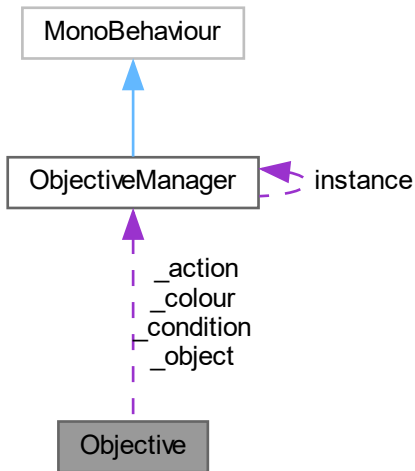 MonoBehaviour
ObjectiveManager
instance
_action
_colour
_condition
_object
Objective